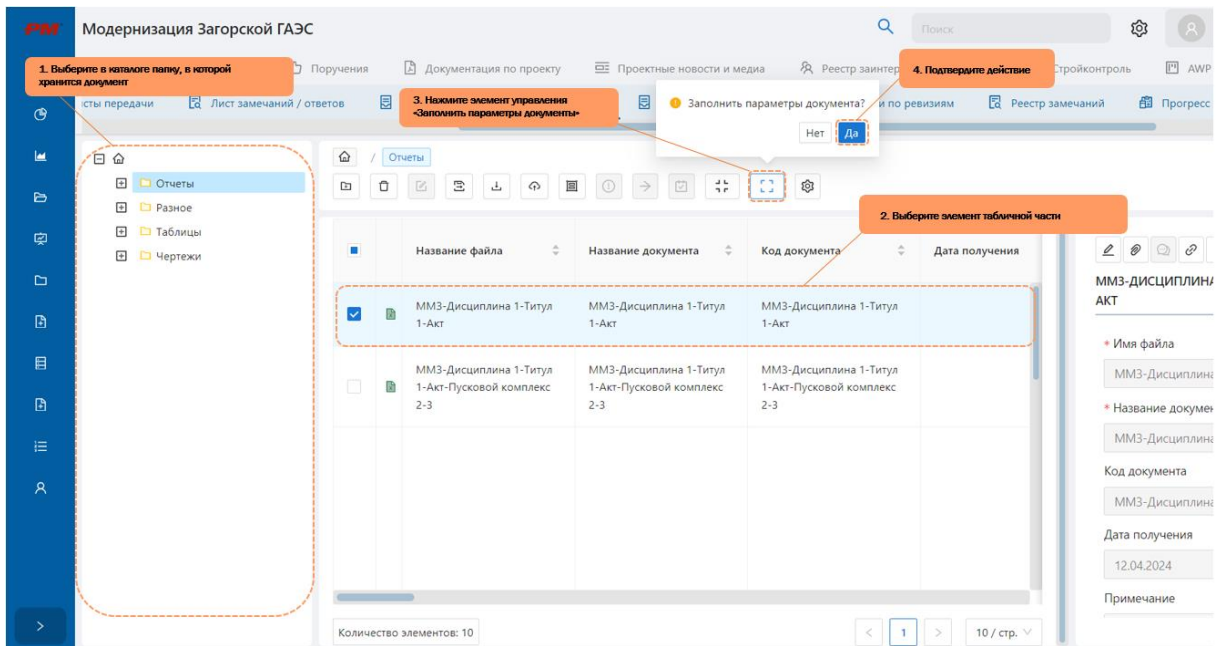 PM
Модернизация Загорской ГАЭС
Поиск
1. Выберите в каталоге папку, в которой
хранится документ
Поручения
Документация по проекту
Проектные новости и медиа
Реестр заинтер
4. Подтвердите действие
Стройконтроль
AWP
исты передачи
Лист замечаний / ответов
3. Нажмите элемент управления
«Заполнить параметры документы»
Заполнить параметры документа?
и по ревизиям
Реестр замечаний
Прогресс
Нет
Да
Отчеты
Разное
Таблицы
Чертежи
/ Отчеты
2. Выберите элемент табличной части
Название файла
Название документа
Код документа
Дата получения
ММЗ-Дисциплина 1-Титул
1-Акт
ММЗ-Дисциплина 1-Титул
1-Акт
ММЗ-Дисциплина 1-Титул
1-Акт
ММЗ-Дисциплина 1-Титул
1-Акт-Пусковой комплекс
2-3
ММЗ-Дисциплина 1-Титул
1-Акт-Пусковой комплекс
2-3
ММЗ-Дисциплина 1-Титул
1-Акт-Пусковой комплекс
2-3
Количество элементов: 10
< 1 >
10 / стр.
ММЗ-ДИСЦИПЛИНА
АКТ
* Имя файла
ММЗ-Дисциплина
* Название докумен
ММЗ-Дисциплина
Код документа
ММЗ-Дисциплина
Дата получения
12.04.2024
Примечание